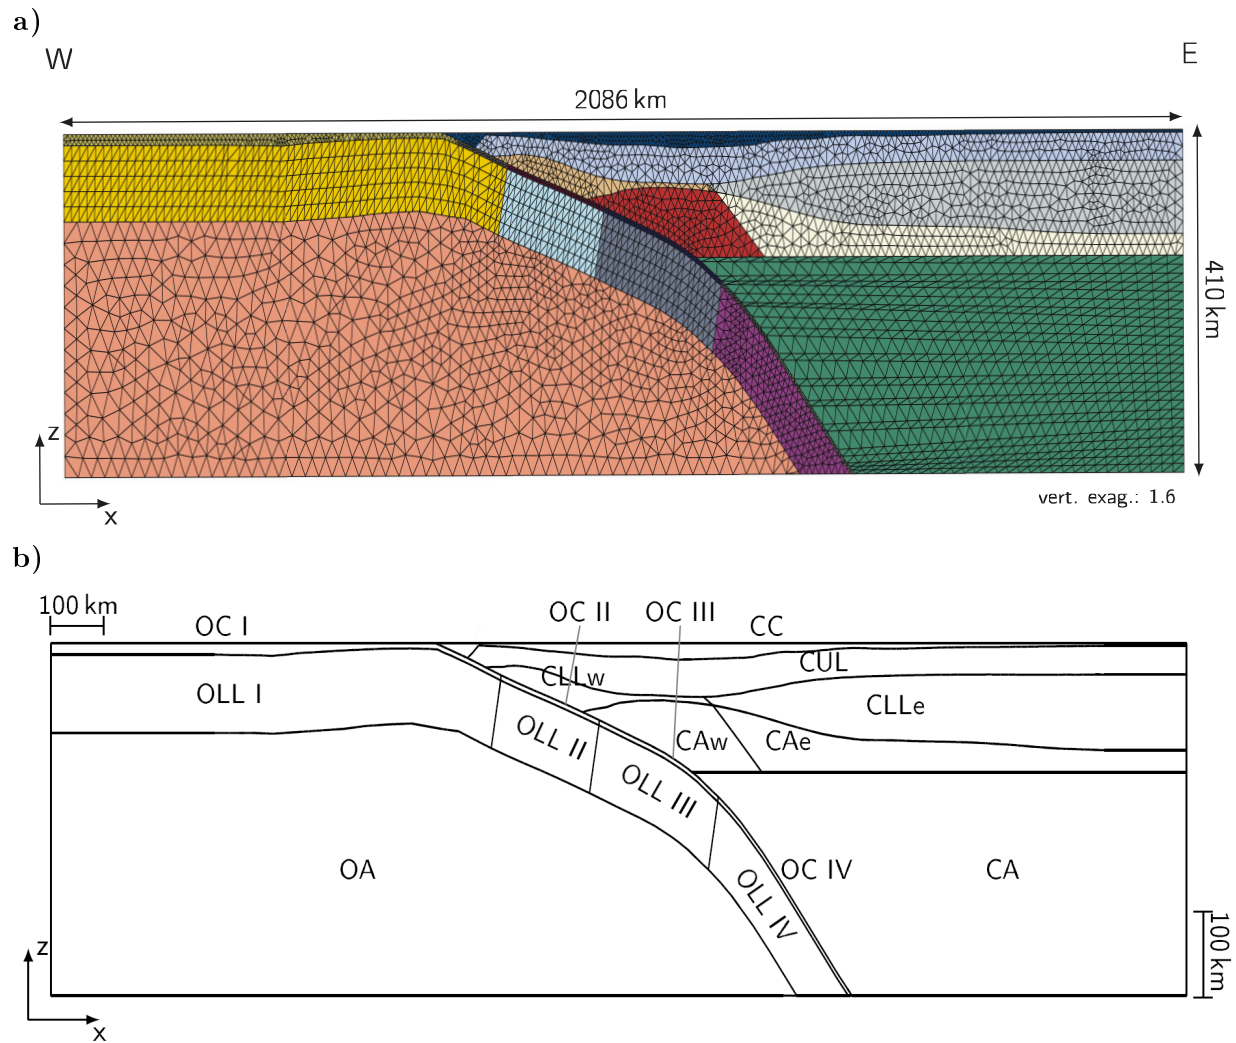 a)
W
E
2086 km
410 km
z
x
vert. exag.: 1.6
b)
100 km
OC I
OC II
OC III
CC
CUL
CLLw
OLL I
CLLe
OLL II
CAw
CAe
OLL III
OA
OC IV
CA
OLL IV
100 km
z
x